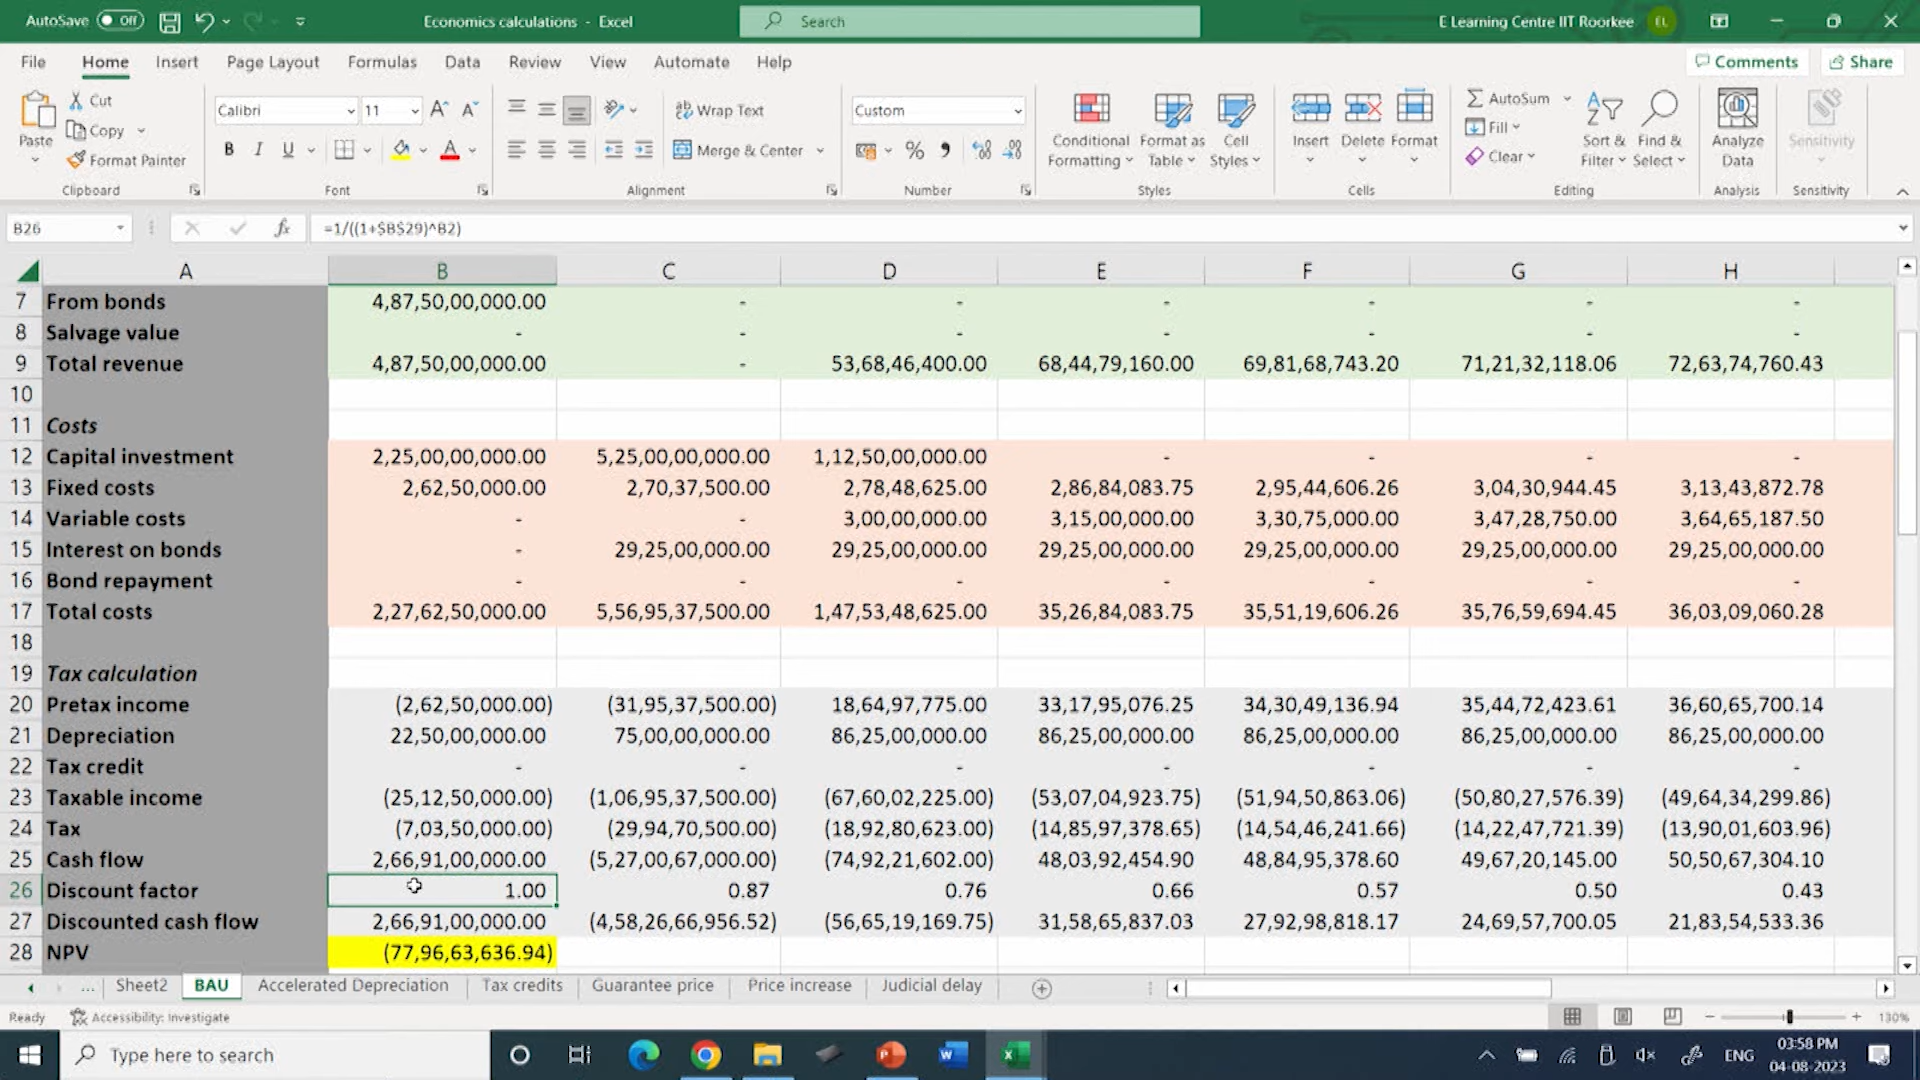 AutoSave Off Economics calculations - Excel Search E Learning Centre IIT Roorkee EL
File Home Insert Page Layout Formulas Data Review View Automate Help Comments Share
Paste Cut Copy Format Painter Clipboard
Calibri 11 B I U A A Font
Wrap Text Merge & Center Alignment
Custom % Number
Conditional Formatting Format as Table Cell Styles Styles
Insert Delete Format Cells
AutoSum Fill Clear Sort & Filter Find & Select Editing
Analyze Data Analysis
Sensitivity Sensitivity
B26 fx =1/((1+$B$29)^B2)
A B C D E F G H
7 From bonds 4,87,50,00,000.00 - - - - - -
8 Salvage value - - - - - - -
9 Total revenue 4,87,50,00,000.00 - 53,68,46,400.00 68,44,79,160.00 69,81,68,743.20 71,21,32,118.06 72,63,74,760.43
10
11 Costs
12 Capital investment 2,25,00,00,000.00 5,25,00,00,000.00 1,12,50,00,000.00 - - - -
13 Fixed costs 2,62,50,000.00 2,70,37,500.00 2,78,48,625.00 2,86,84,083.75 2,95,44,606.26 3,04,30,944.45 3,13,43,872.78
14 Variable costs - - 3,00,00,000.00 3,15,00,000.00 3,30,75,000.00 3,47,28,750.00 3,64,65,187.50
15 Interest on bonds - 29,25,00,000.00 29,25,00,000.00 29,25,00,000.00 29,25,00,000.00 29,25,00,000.00 29,25,00,000.00
16 Bond repayment - - - - - - -
17 Total costs 2,27,62,50,000.00 5,56,95,37,500.00 1,47,53,48,625.00 35,26,84,083.75 35,51,19,606.26 35,76,59,694.45 36,03,09,060.28
18
19 Tax calculation
20 Pretax income (2,62,50,000.00) (31,95,37,500.00) 18,64,97,775.00 33,17,95,076.25 34,30,49,136.94 35,44,72,423.61 36,60,65,700.14
21 Depreciation 22,50,00,000.00 75,00,00,000.00 86,25,00,000.00 86,25,00,000.00 86,25,00,000.00 86,25,00,000.00 86,25,00,000.00
22 Tax credit - - - - - - -
23 Taxable income (25,12,50,000.00) (1,06,95,37,500.00) (67,60,02,225.00) (53,07,04,923.75) (51,94,50,863.06) (50,80,27,576.39) (49,64,34,299.86)
24 Tax (7,03,50,000.00) (29,94,70,500.00) (18,92,80,623.00) (14,85,97,378.65) (14,54,46,241.66) (14,22,47,721.39) (13,90,01,603.96)
25 Cash flow 2,66,91,00,000.00 (5,27,00,67,000.00) (74,92,21,602.00) 48,03,92,454.90 48,84,95,378.60 49,67,20,145.00 50,50,67,304.10
26 Discount factor 1.00 0.87 0.76 0.66 0.57 0.50 0.43
27 Discounted cash flow 2,66,91,00,000.00 (4,58,26,66,956.52) (56,65,19,169.75) 31,58,65,837.03 27,92,98,818.17 24,69,57,700.05 21,83,54,533.36
28 NPV (77,96,63,636.94)
... Sheet2 BAU Accelerated Depreciation Tax credits Guarantee price Price increase Judicial delay
Ready Accessibility: Investigate 130%
Type here to search ENG 03:58 PM
04-08-2023